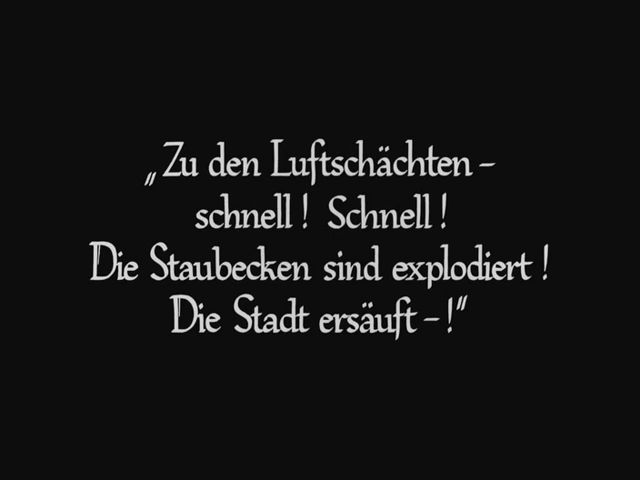 „Zu den Luftschächten –
schnell! Schnell!
Die Staubecken sind explodiert!
Die Stadt ersäuft – !"